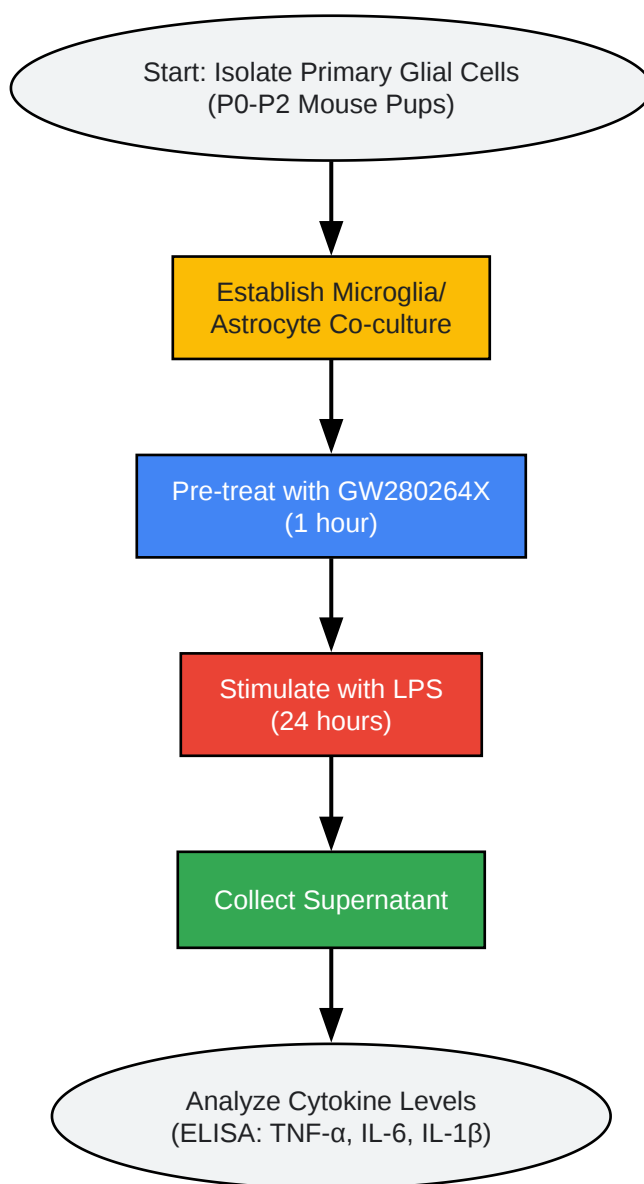 Start: Isolate Primary Glial Cells
(P0-P2 Mouse Pups)
Establish Microglia/
Astrocyte Co-culture
Pre-treat with GW280264X
(1 hour)
Stimulate with LPS
(24 hours)
Collect Supernatant
Analyze Cytokine Levels
(ELISA: TNF-α, IL-6, IL-1β)